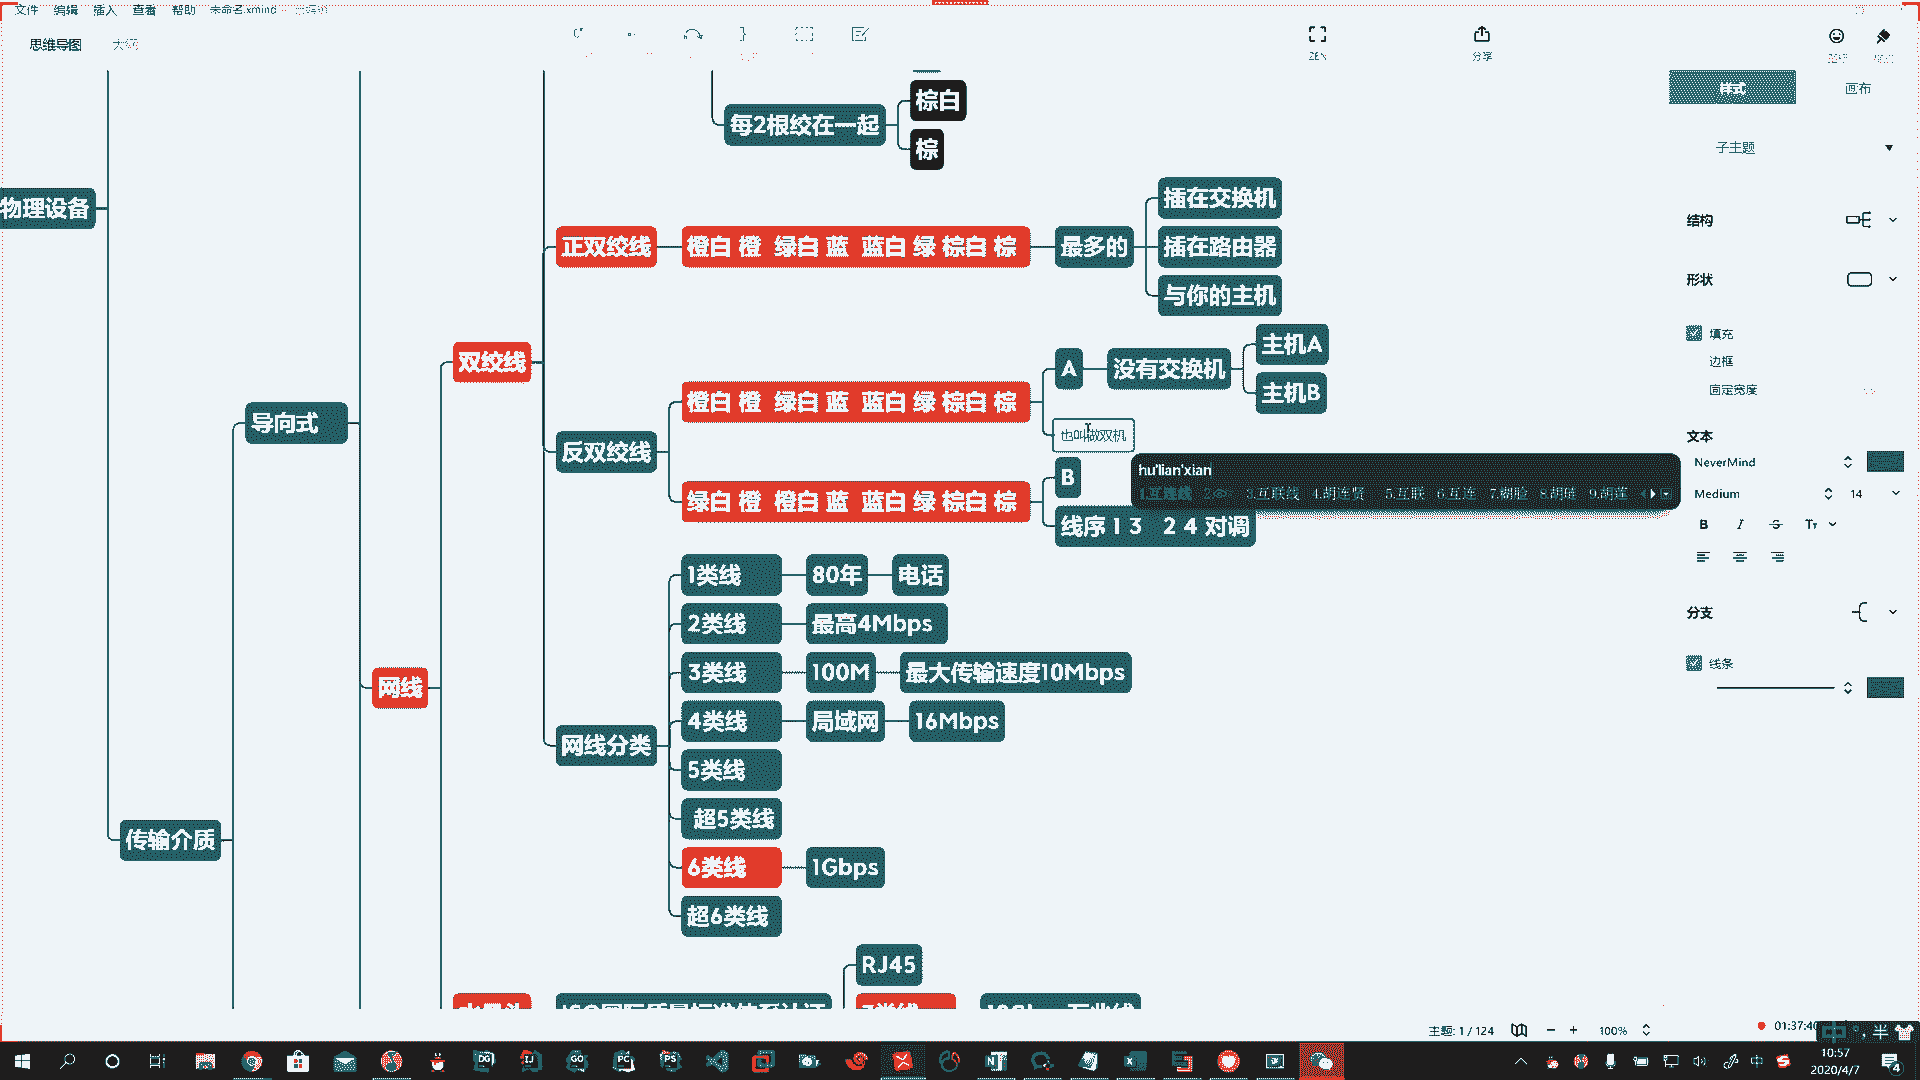 文件 编辑 插入 查看 帮助 未命名.xmind
思维导图
ZEN
分享
样式
画布
棕白
每2根绞在一起
棕
子主题
物理设备
插在交换机
结构
正双绞线
橙白 橙 绿白 蓝 蓝白 绿 棕白 棕
最多的
插在路由器
形状
与你的主机
填充
双绞线
主机A
边框
A
没有交换机
固定宽度
主机B
橙白 橙 绿白 蓝 蓝白 绿 棕白 棕
导向式
也叫做双机
文本
反双绞线
NeverMind
hu'lian'xian
B
1.互连线 3.互联线 4.胡连贤 5.互联 6.互连 7.糊脸 8.胡琏 9.胡莲
Medium
14
绿白 橙 橙白 蓝 蓝白 绿 棕白 棕
线序 1 3 2 4 对调
B I S Tт
1类线
80年
电话
分支
2类线
最高4Mbps
线条
3类线
100M
最大传输速度10Mbps
网线
4类线
局域网
16Mbps
网线分类
5类线
超5类线
传输介质
6类线
1Gbps
超6类线
RJ45
主题: 1 / 124
100%
01:37:40
中 半
DG IJ GO PC PS
中
10:57
2020/4/7
4